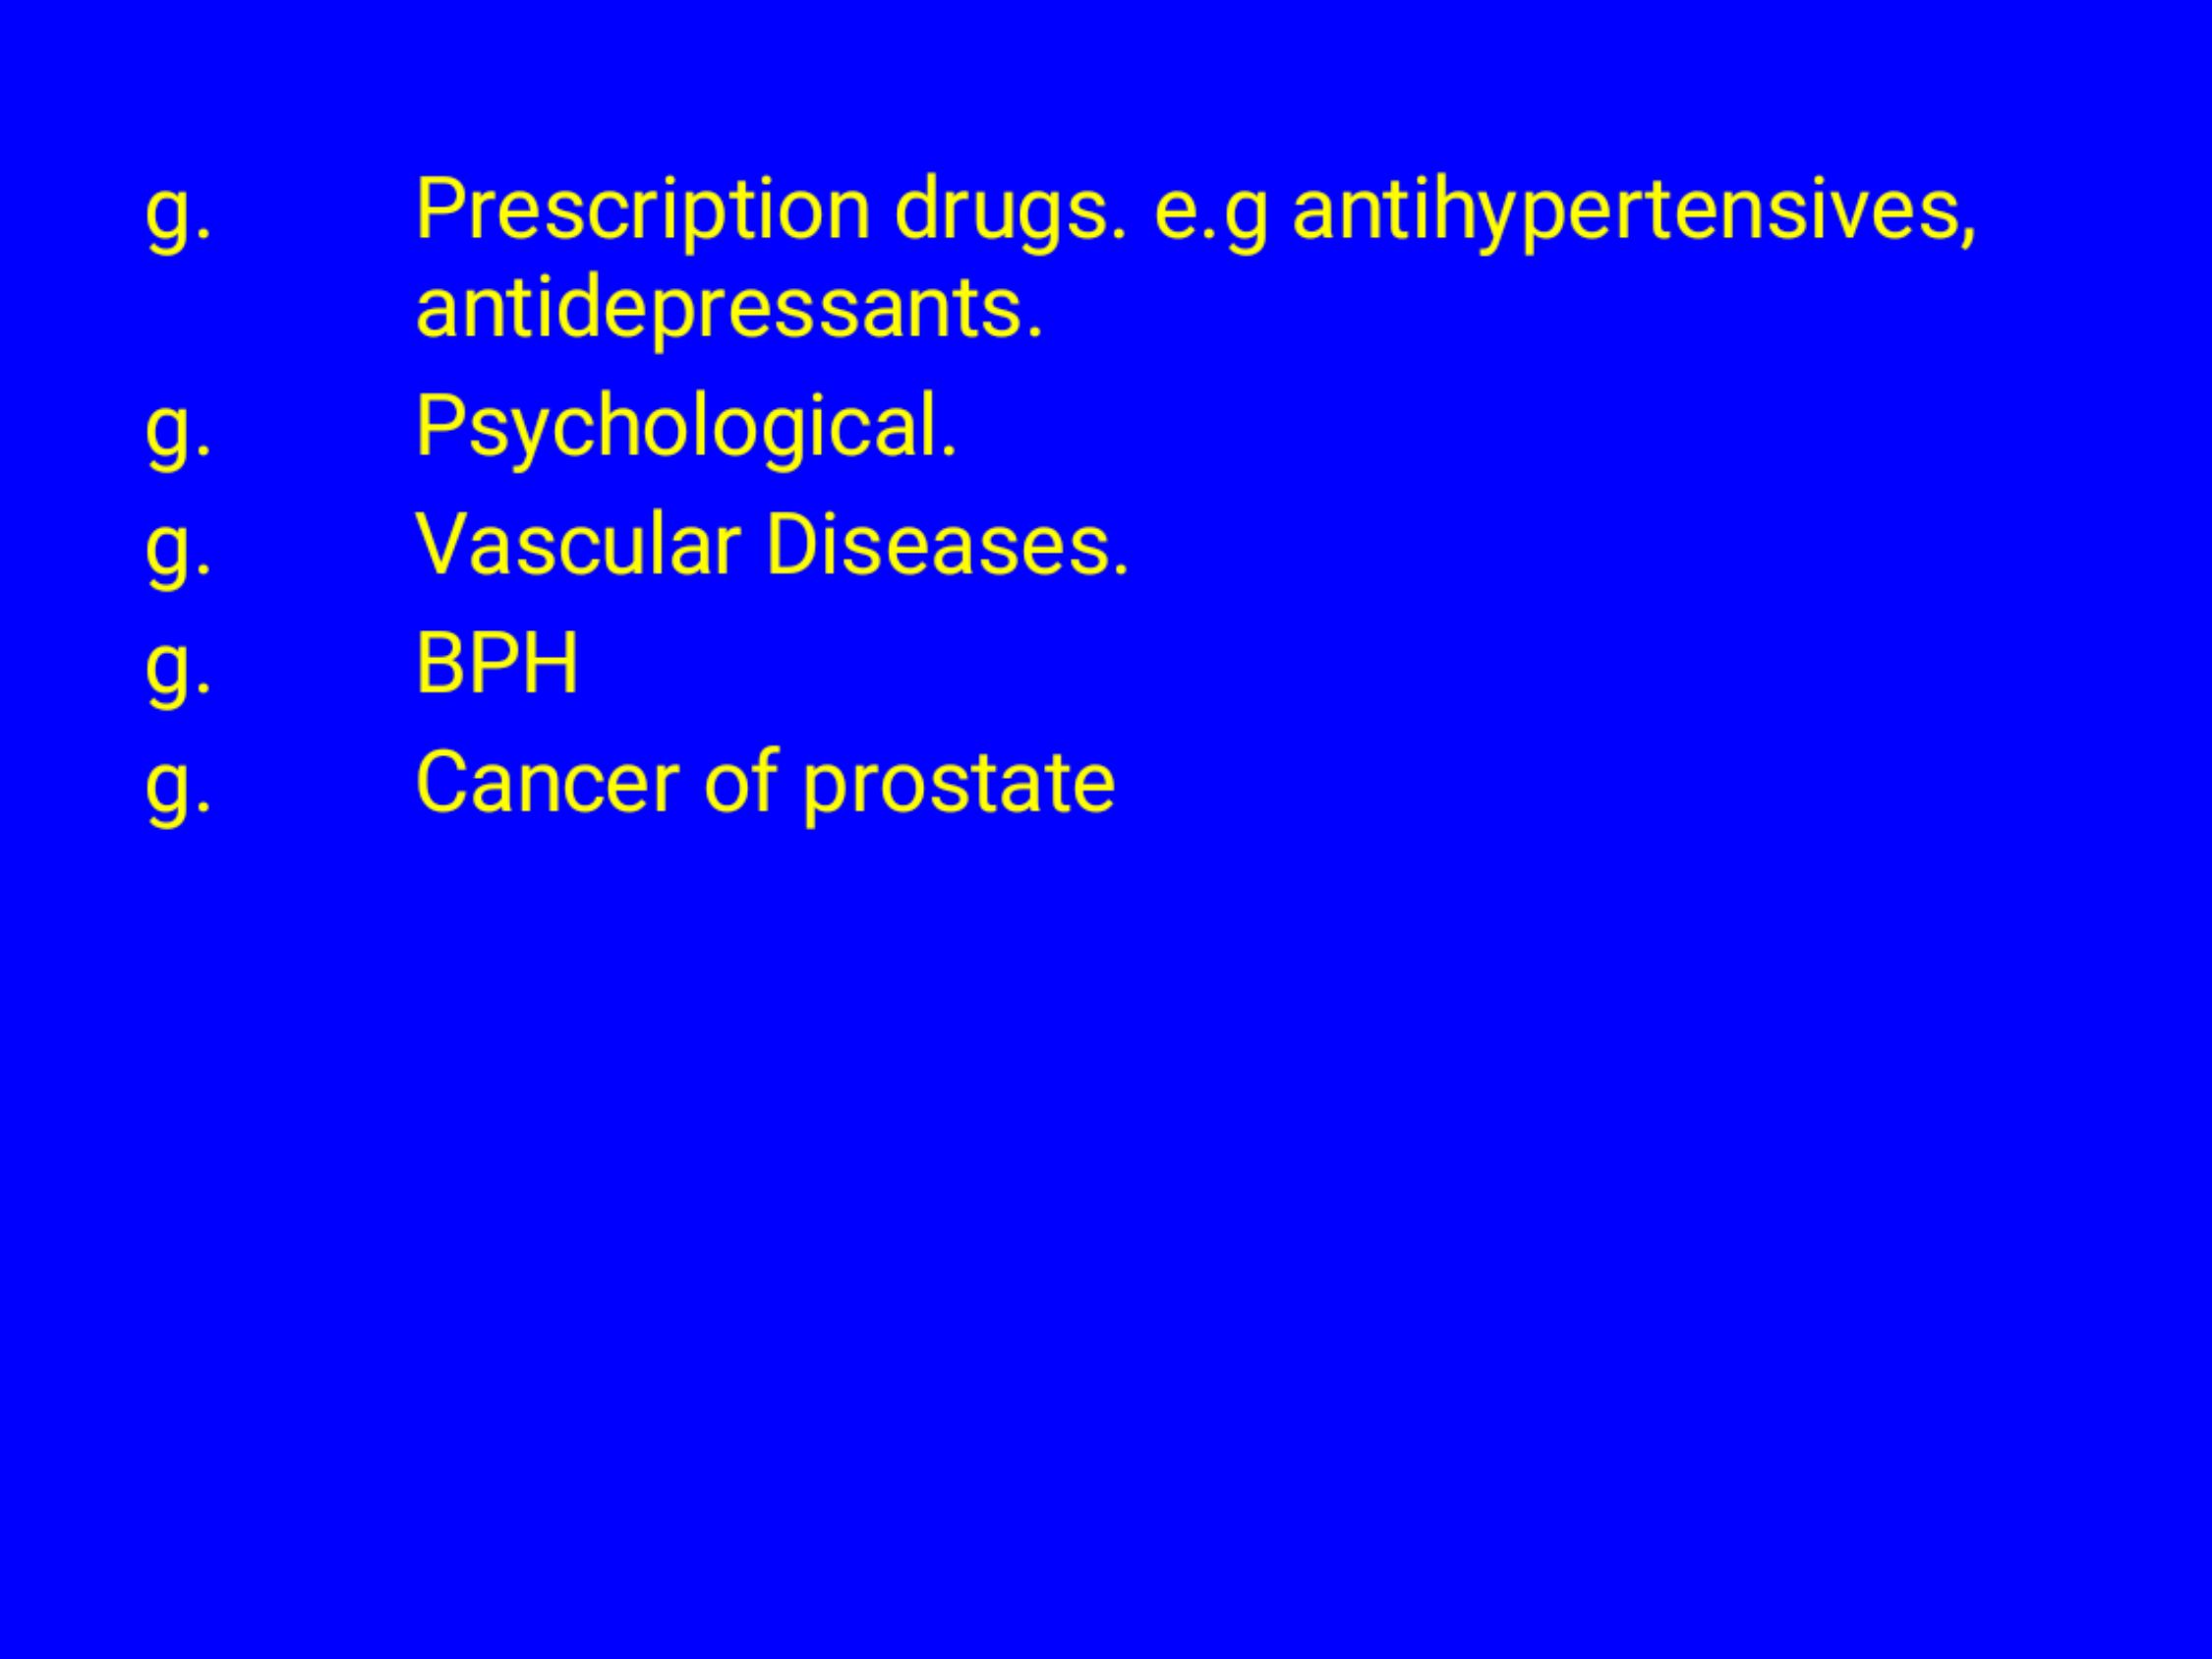 g. Prescription drugs. e.g antihypertensives,
antidepressants.
g. Psychological.
g. Vascular Diseases.
g. BPH
g. Cancer of prostate